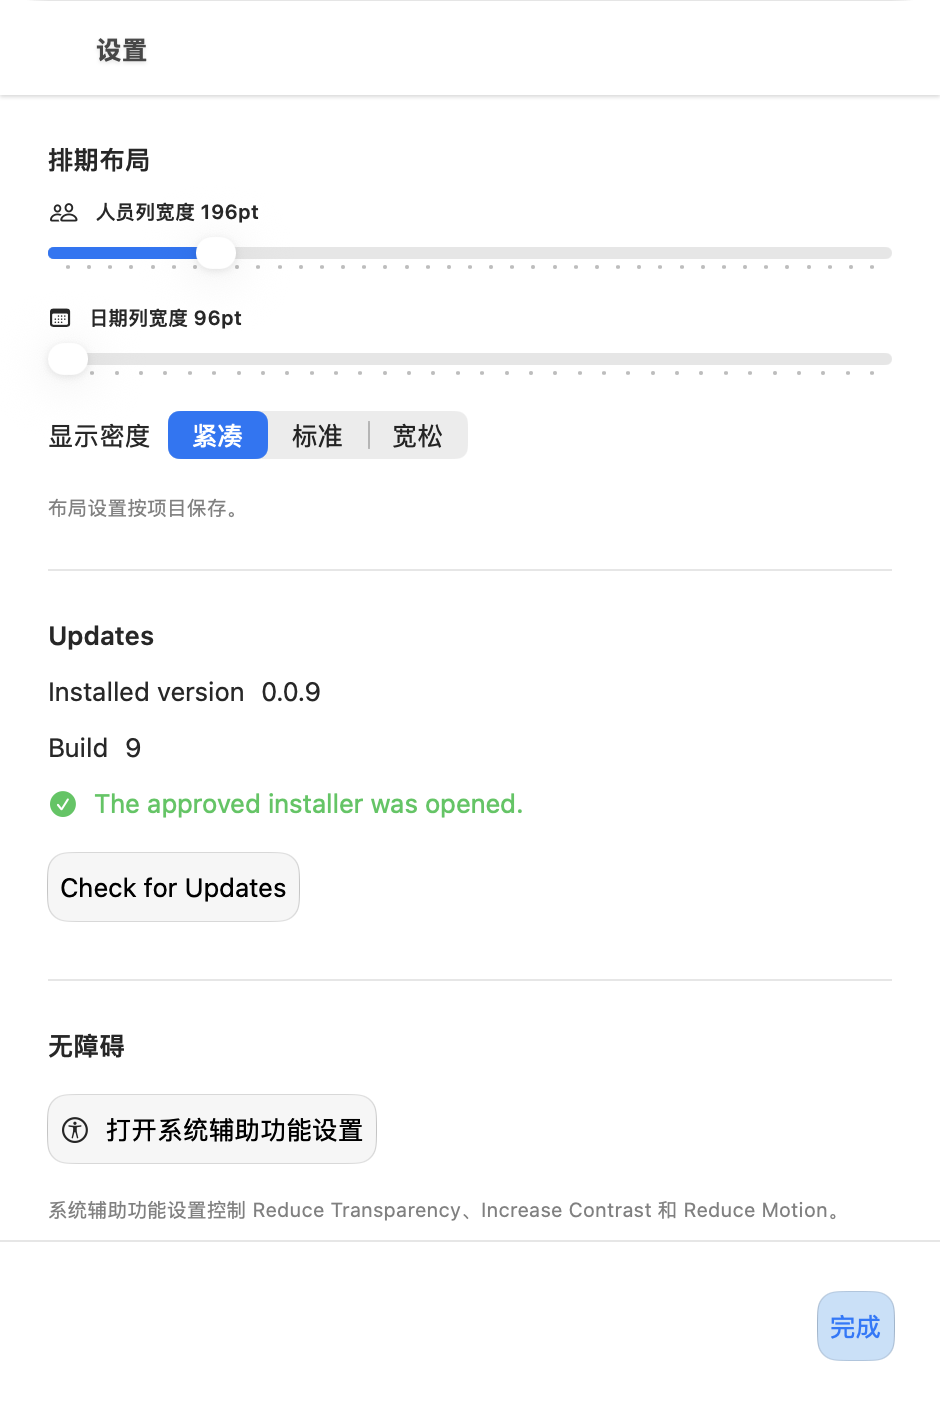 设置
排期布局
人员列宽度 196pt
日期列宽度 96pt
显示密度 紧凑 标准 宽松
布局设置按项目保存。
Updates
Installed version 0.0.9
Build 9
The approved installer was opened.
Check for Updates
无障碍
打开系统辅助功能设置
系统辅助功能设置控制 Reduce Transparency、Increase Contrast 和 Reduce Motion。
完成